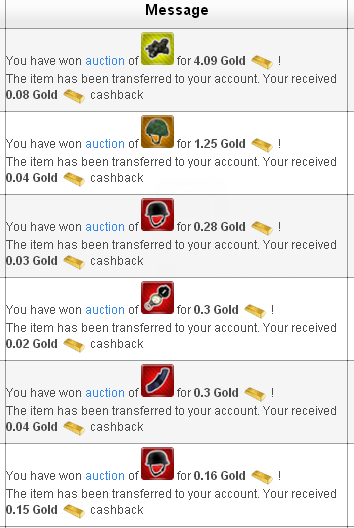 Message
You have won auction of for 4.09 Gold !
The item has been transferred to your account. Your received
0.08 Gold cashback
You have won auction of for 1.25 Gold !
The item has been transferred to your account. Your received
0.04 Gold cashback
You have won auction of for 0.28 Gold !
The item has been transferred to your account. Your received
0.03 Gold cashback
You have won auction of for 0.3 Gold !
The item has been transferred to your account. Your received
0.02 Gold cashback
You have won auction of for 0.3 Gold !
The item has been transferred to your account. Your received
0.04 Gold cashback
You have won auction of for 0.16 Gold !
The item has been transferred to your account. Your received
0.15 Gold cashback